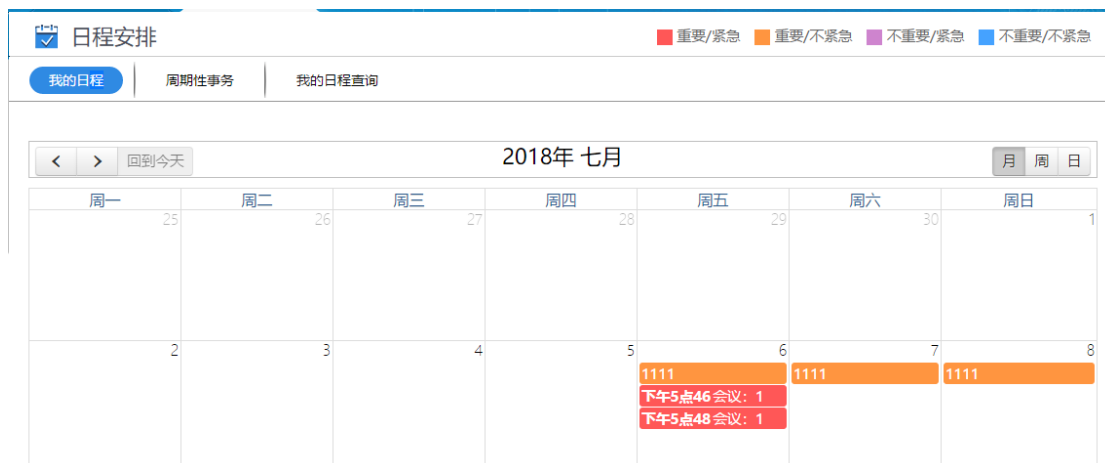 日程安排
重要/紧急 重要/不紧急 不重要/紧急 不重要/不紧急
我的日程 周期性事务 我的日程查询
回到今天 2018年 七月 月 周 日
周一 周二 周三 周四 周五 周六 周日
25 26 27 28 29 30 1
2 3 4 5 6 7 8
1111 1111 1111
下午5点46 会议：1
下午5点48 会议：1